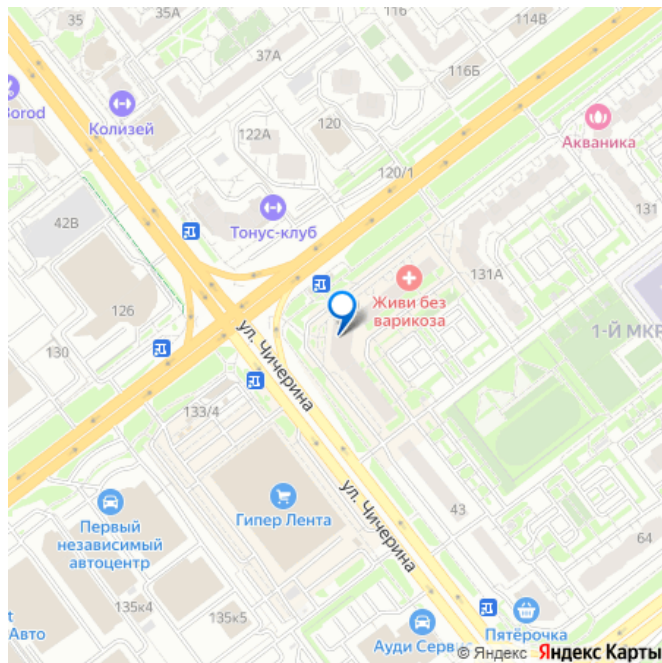 35
35А
116
114В
37А
116Б
Borod
Колизей
122А
120
Акваника
120/1
42В
Тонус-клуб
131
131А
126
Живи без
варикоза
130
ул. Чичерина
1-Й МКР
133/4
Гипер Лента
ул. Чичерина
43
Первый
независимый
автоцентр
64
135к4
135к5
t
Авто
Ауди Сервис
Пятёрочка
© Яндекс Яндекс Карты